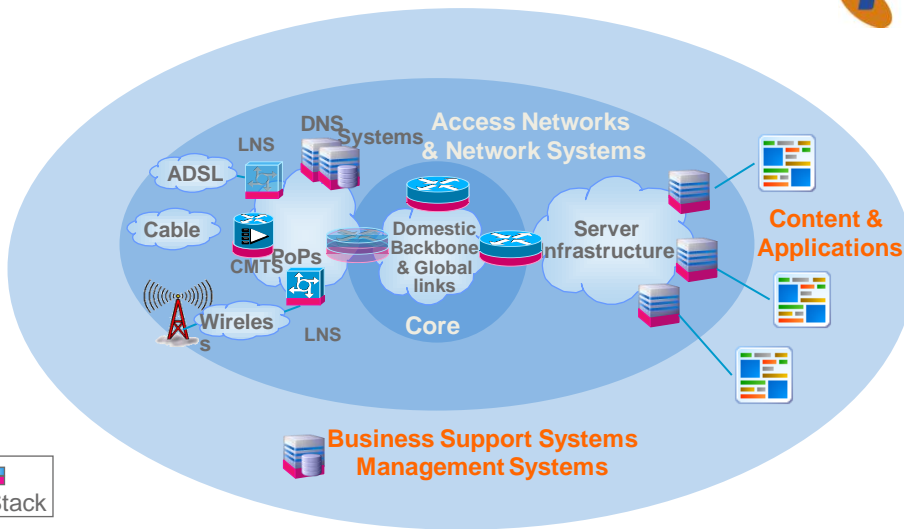 DNS
Systems
LNS
ADSL
Cable
CMTS
PoPs
Wireles
s
LNS
Access Networks
& Network Systems
Domestic
Backbone
& Global
links
Core
Server
nfrastructure
Content &
Applications
Business Support Systems
Management Systems
Stack